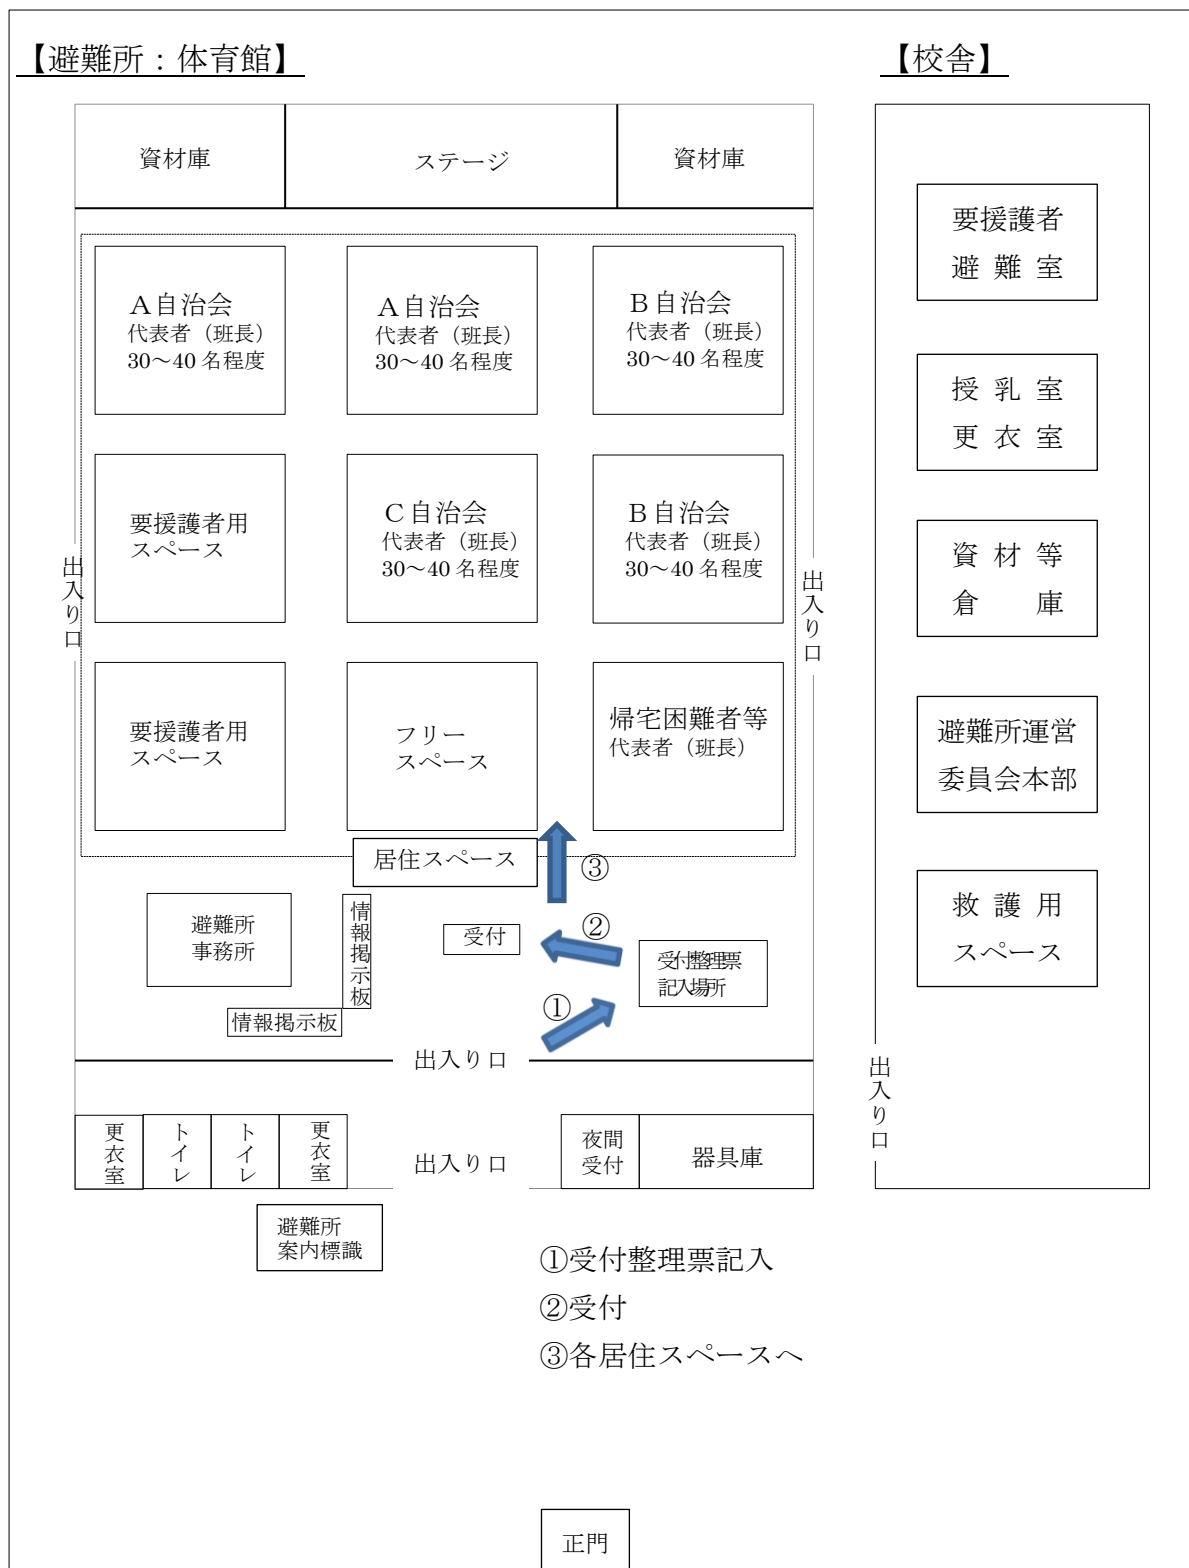 【避難所:体育館】
【校舎】
資材庫
ステージ
資材庫
A自治会
代表者(班長)
30~40名程度
A自治会
代表者(班長)
30~40名程度
B自治会
代表者(班長)
30~40名程度
要援護者用
スペース
C自治会
代表者(班長)
30~40名程度
B自治会
代表者(班長)
30~40名程度
出入り口
出入り口
要援護者用
スペース
フリー
スペース
帰宅困難者等
代表者(班長)
居住スペース
③
避難所
事務所
情報掲示板
情報掲示板
受付
②
受付整理票
記入場所
①
出入り口
更衣室
トイレ
トイレ
更衣室
出入り口
夜間
受付
器具庫
避難所
案内標識
要援護者
避難室
授乳室
更衣室
資材等
倉庫
避難所運営
委員会本部
救護用
スペース
出入り口
①受付整理票記入
②受付
③各居住スペースへ
正門